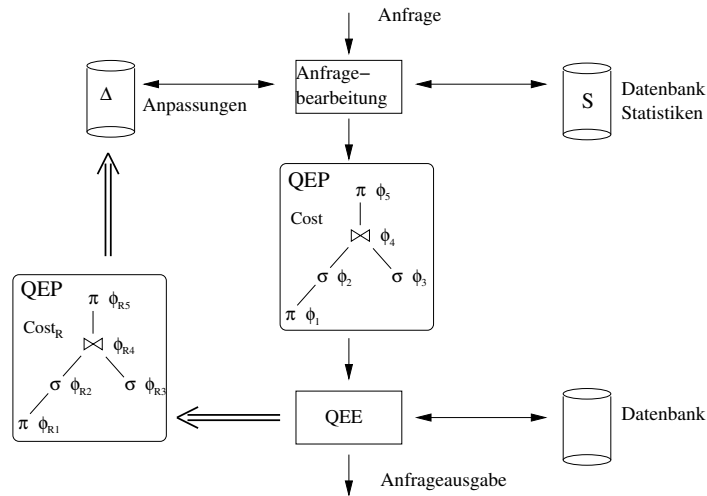 Anfrage
Δ
Anpassungen
Anfrage-
bearbeitung
S
Datenbank
Statistiken
QEP
Cost
π ϕ5
⋈ ϕ4
σ ϕ2
σ ϕ3
π ϕ1
QEP
CostR
π ϕR5
⋈ ϕR4
σ ϕR2
σ ϕR3
π ϕR1
QEE
Datenbank
Anfrageausgabe